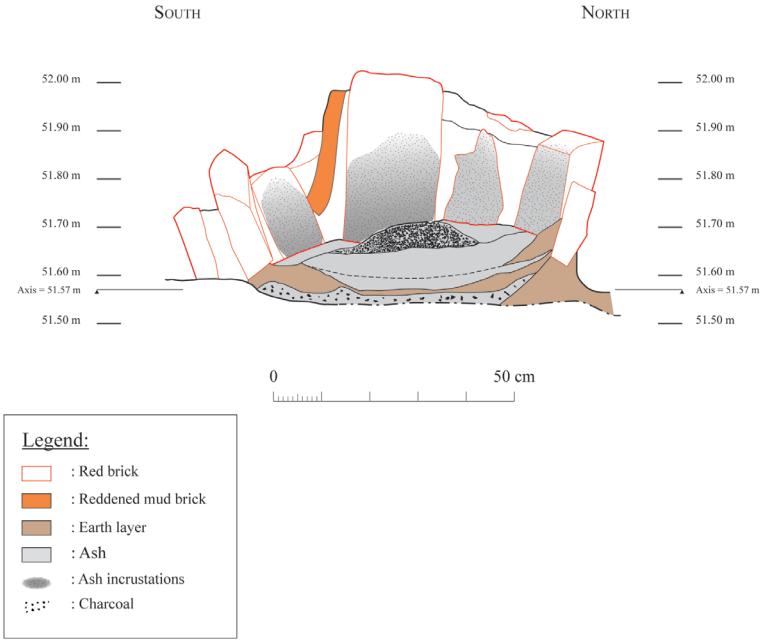 SOUTH NORTH
52.00 m 52.00 m
51.90 m 51.90 m
51.80 m 51.80 m
51.70 m 51.70 m
51.60 m 51.60 m
Axis = 51.57 m Axis = 51.57 m
51.50 m 51.50 m
0 50 cm
Legend:
: Red brick
: Reddened mud brick
: Earth layer
: Ash
: Ash incrustations
: Charcoal